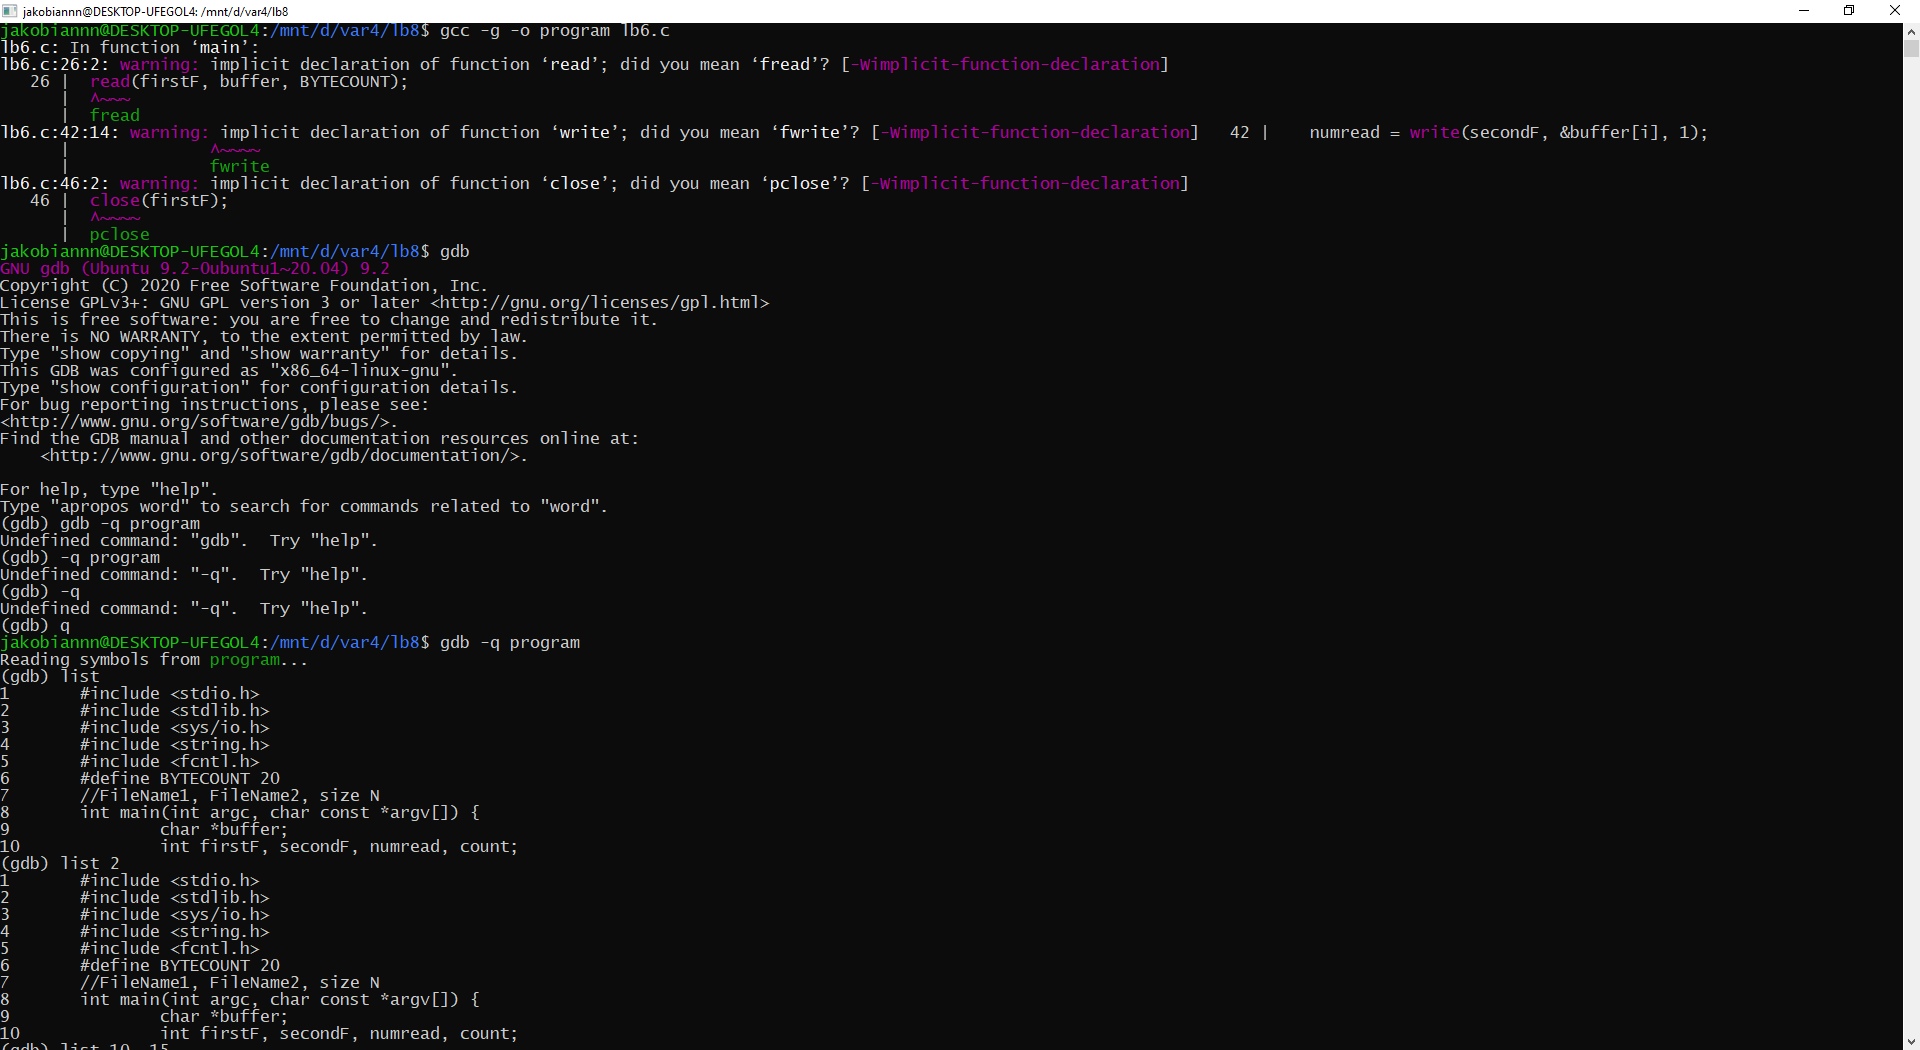 jakobiannn@DESKTOP-UFEGOL4: /mnt/d/var4/lb8
jakobiannn@DESKTOP-UFEGOL4:/mnt/d/var4/lb8$ gcc -g -o program lb6.c
lb6.c: In function ‘main’:
lb6.c:26:2: warning: implicit declaration of function ‘read’; did you mean ‘fread’? [-Wimplicit-function-declaration]
   26 |  read(firstF, buffer, BYTECOUNT);
      |  ^~~~
      |  fread
lb6.c:42:14: warning: implicit declaration of function ‘write’; did you mean ‘fwrite’? [-Wimplicit-function-declaration]   42 |    numread = write(secondF, &buffer[i], 1);
      |              ^~~~~
      |              fwrite
lb6.c:46:2: warning: implicit declaration of function ‘close’; did you mean ‘pclose’? [-Wimplicit-function-declaration]
   46 |  close(firstF);
      |  ^~~~~
      |  pclose
jakobiannn@DESKTOP-UFEGOL4:/mnt/d/var4/lb8$ gdb
GNU gdb (Ubuntu 9.2-0ubuntu1~20.04) 9.2
Copyright (C) 2020 Free Software Foundation, Inc.
License GPLv3+: GNU GPL version 3 or later <http://gnu.org/licenses/gpl.html>
This is free software: you are free to change and redistribute it.
There is NO WARRANTY, to the extent permitted by law.
Type "show copying" and "show warranty" for details.
This GDB was configured as "x86_64-linux-gnu".
Type "show configuration" for configuration details.
For bug reporting instructions, please see:
<http://www.gnu.org/software/gdb/bugs/>.
Find the GDB manual and other documentation resources online at:
    <http://www.gnu.org/software/gdb/documentation/>.
For help, type "help".
Type "apropos word" to search for commands related to "word".
(gdb) gdb -q program
Undefined command: "gdb".  Try "help".
(gdb) -q program
Undefined command: "-q".  Try "help".
(gdb) -q
Undefined command: "-q".  Try "help".
(gdb) q
jakobiannn@DESKTOP-UFEGOL4:/mnt/d/var4/lb8$ gdb -q program
Reading symbols from program...
(gdb) list
1       #include <stdio.h>
2       #include <stdlib.h>
3       #include <sys/io.h>
4       #include <string.h>
5       #include <fcntl.h>
6       #define BYTECOUNT 20
7       //FileName1, FileName2, size N
8       int main(int argc, char const *argv[]) {
9               char *buffer;
10              int firstF, secondF, numread, count;
(gdb) list 2
1       #include <stdio.h>
2       #include <stdlib.h>
3       #include <sys/io.h>
4       #include <string.h>
5       #include <fcntl.h>
6       #define BYTECOUNT 20
7       //FileName1, FileName2, size N
8       int main(int argc, char const *argv[]) {
9               char *buffer;
10              int firstF, secondF, numread, count;
(gdb) list 10